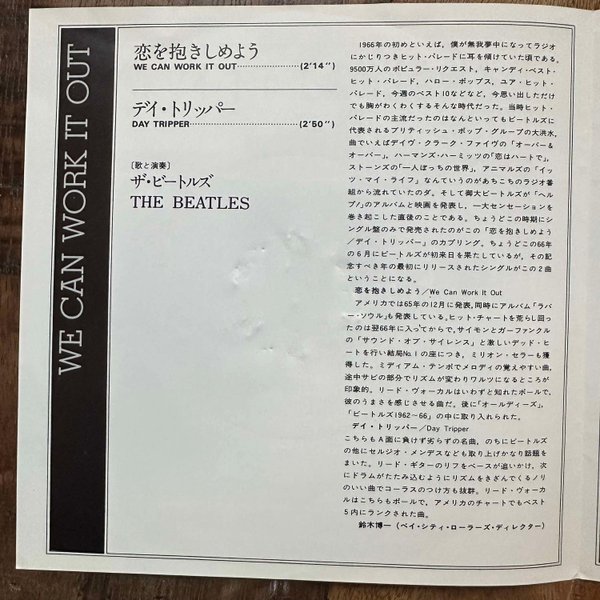 WE CAN WORK IT OUT
恋を抱きしめよう
WE CAN WORK IT OUT……………………(2'14")
デイ・トリッパー
DAY TRIPPER……………………………(2'50")
〔歌と演奏〕
ザ・ビートルズ
THE BEATLES
1966年の初めといえば，僕が無我夢中になってラジオ
にかじりつきヒット・パレードに耳を傾けていた頃である。
9500万人のポピュラー・リクエスト，キャンディ・ベスト・
ヒット・パレード，ハロー・ポップス，ユア・ヒット・
パレード，今週のベスト10などなど，今思い出しただけ
でも胸がわくわくするそんな時代だった。当時ヒット・
パレードの主流だったのはなんといってもビートルズに
代表されるブリティッシュ・ポップ・グループの大洪水，
曲でいえばデイヴ・クラーク・ファイヴの「オーバー＆
オーバー」，ハーマンズ・ハーミッツの「恋はハートで」，
ストーンズの「一人ぼっちの世界」，アニマルズの「イッ
ツ・マイ・ライフ」なんていうのがあちこちのラジオ番
組から流れていたのダ。そして御大ビートルズが「ヘル
プ/」のアルバムと映画を発表し，一大センセーションを
巻き起こした直後のことである。ちょうどこの時期にシ
ングル盤のみで発売されたのがこの「恋を抱きしめよう
／デイ・トリッパー」のカプリング。ちょうどこの66年
の6月にビートルズが初来日を果たしているが，その記
念すべき年の最初にリリースされたシングルがこの2曲
ということになる。
恋を抱きしめよう／We Can Work It Out
アメリカでは65年の12月に発表，同時にアルバム「ラバ
ー・ソウル」も発表している。ヒット・チャートを荒らし回っ
たのは翌66年に入ってからで，サイモンとガーファンクル
の「サウンド・オブ・サイレンス」と激しいデッド・ヒ
ートを行い結局No.1の座につき，ミリオン・セラーも獲
得した。ミディアム・テンポでメロディの覚えやすい曲，
途中サビの部分でリズムが変わりワルツになるところが
印象的。リード・ヴォーカルはいわずと知れたポールで，
彼のうまさを感じさせる曲だ。後に「オールディーズ」，
「ビートルズ1962～66」の中に取り入れられた。
デイ・トリッパー／Day Tripper
こちらもA面に負けず劣らずの名曲，のちにビートルズ
の他にセルジオ・メンデスなども取り上げかなり話題を
まいた。リード・ギターのリフをベースが追いかけ，次
にドラムがたたみ込むようにリズムをきざんでくるノリ
のいい曲でコーラスのつけ方も抜群。リード・ヴォーカ
ルはこちらもポールで，アメリカのチャートでもベスト
5内にランクされた曲。
鈴木博一（ベイ・シティ・ローラーズ・ディレクター）